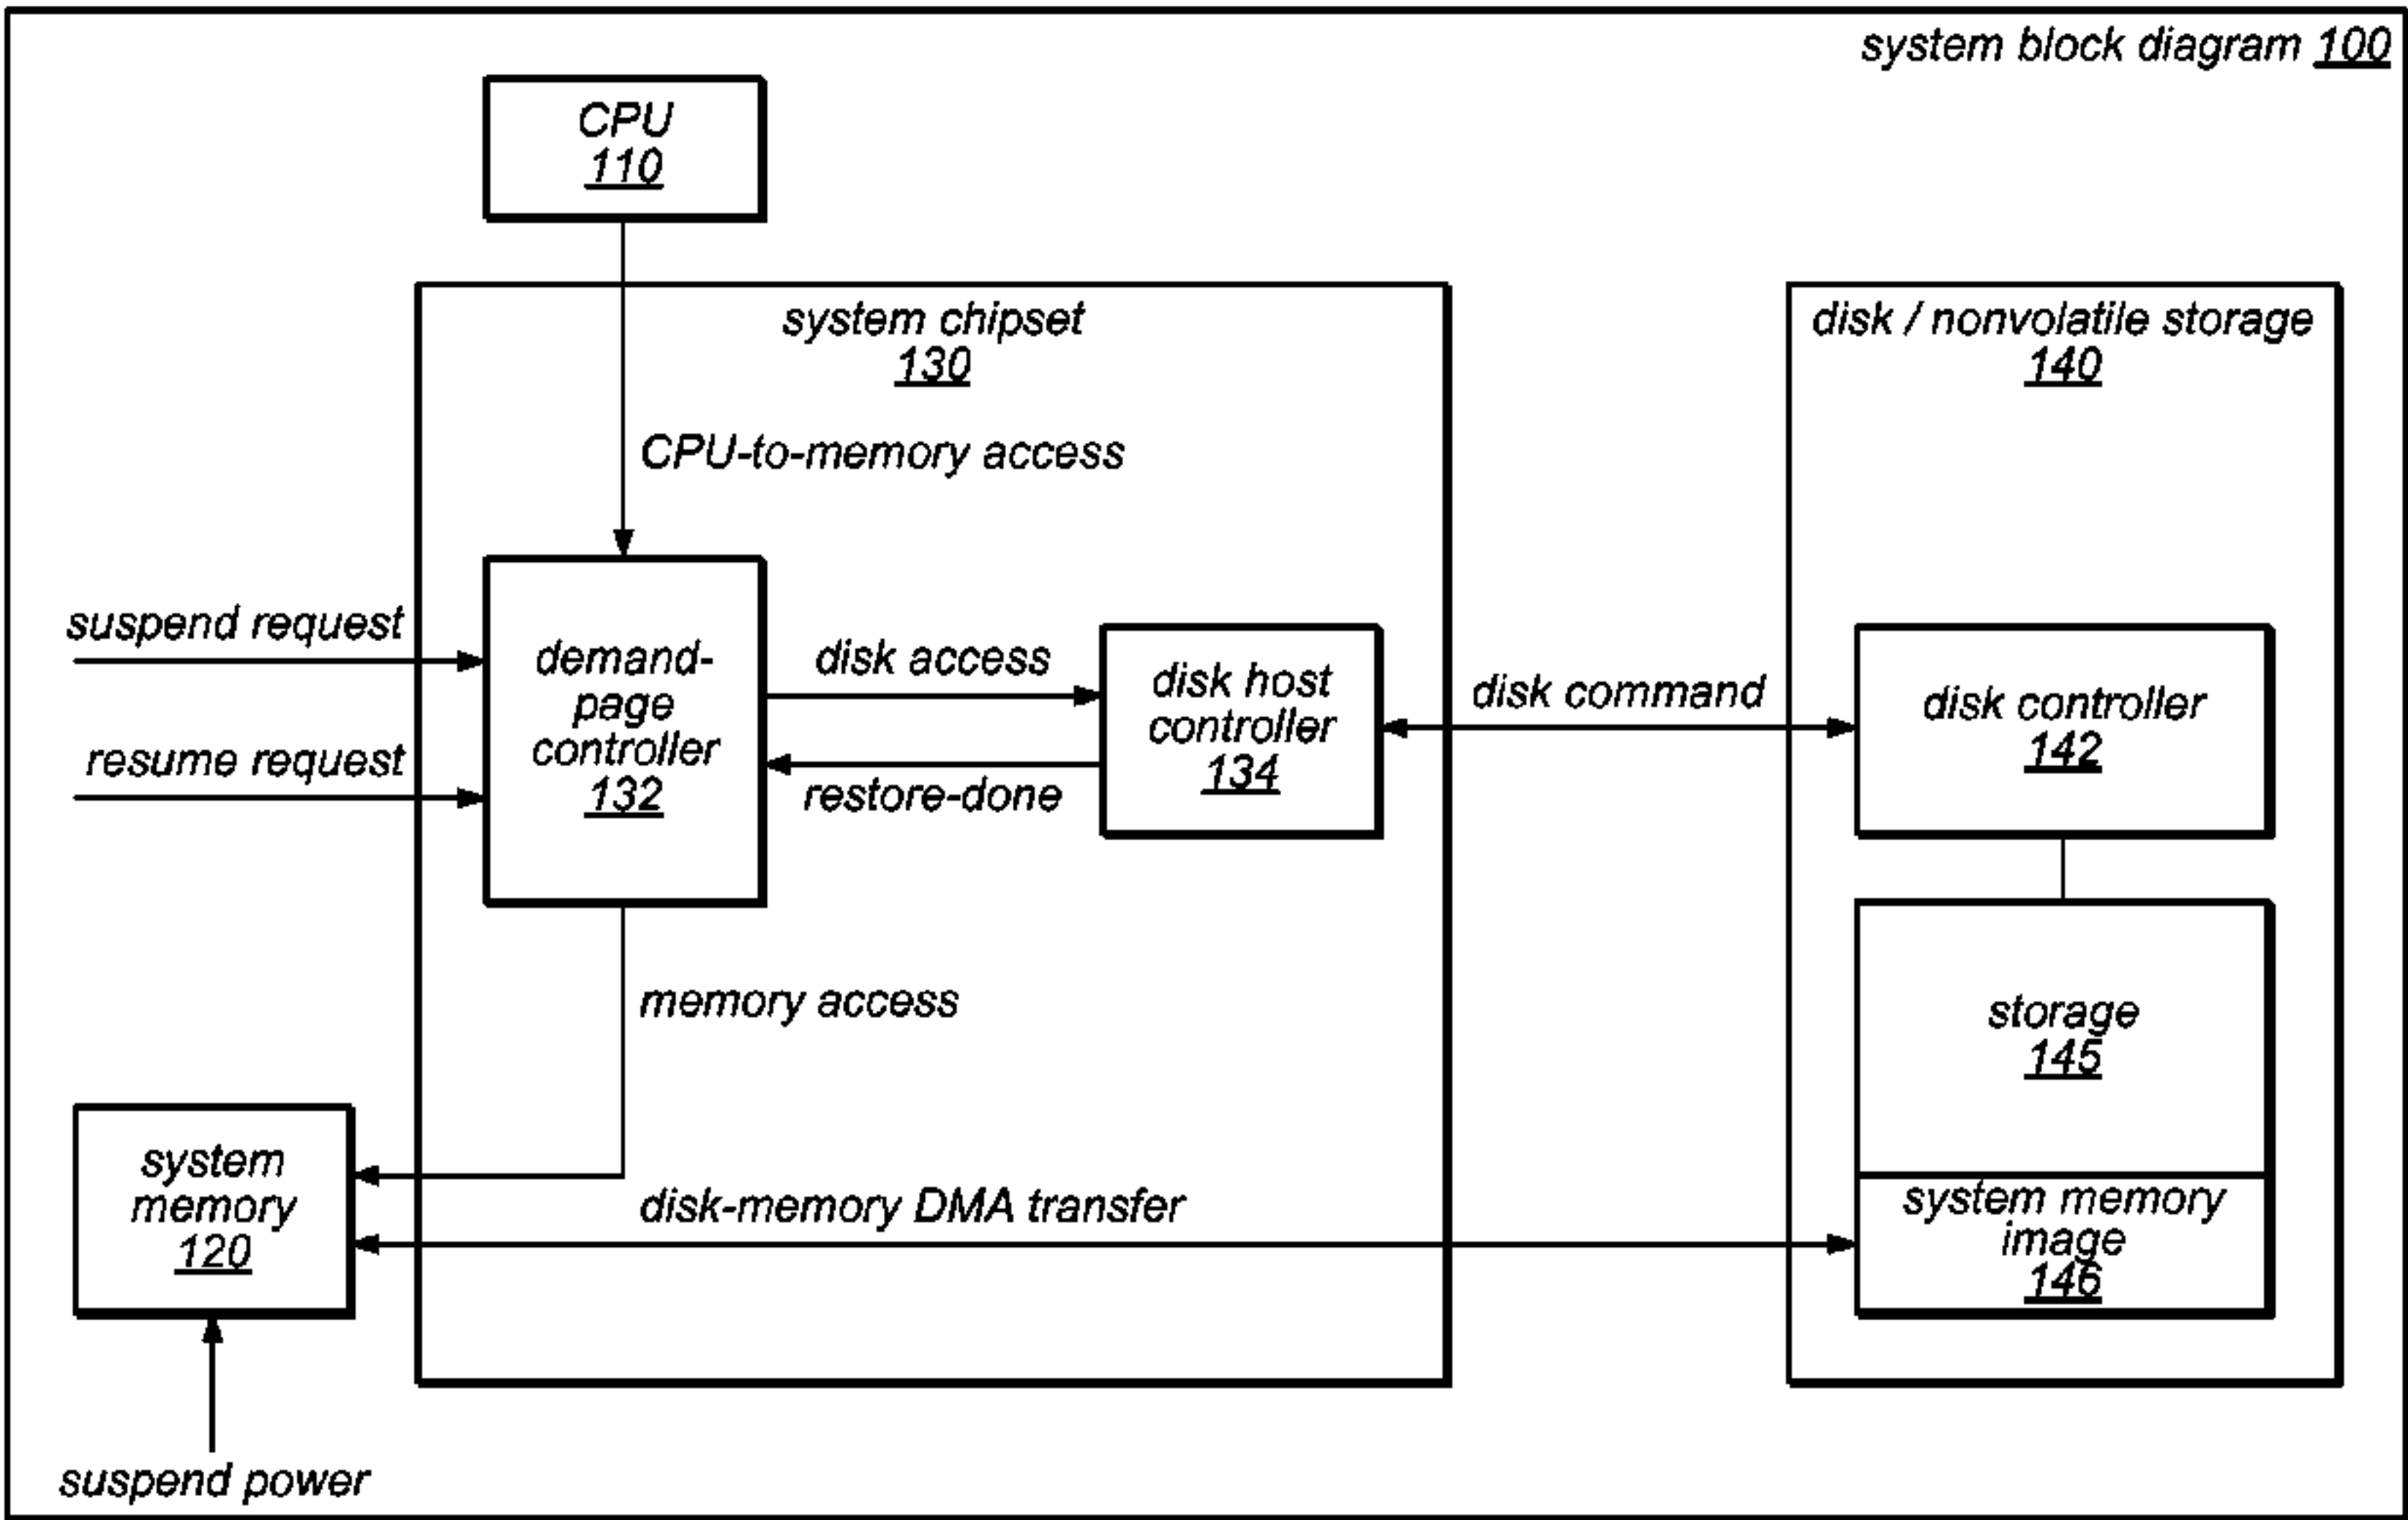 system block diagram 100
CPU
110
system chipset
130
disk / nonvolatile storage
140
CPU-to-memory access
suspend request
resume request
demand-
page
controller
132
disk access
restore-done
disk host
controller
134
disk command
disk controller
142
memory access
storage
145
system
memory
120
disk-memory DMA transfer
system memory
image
146
suspend power